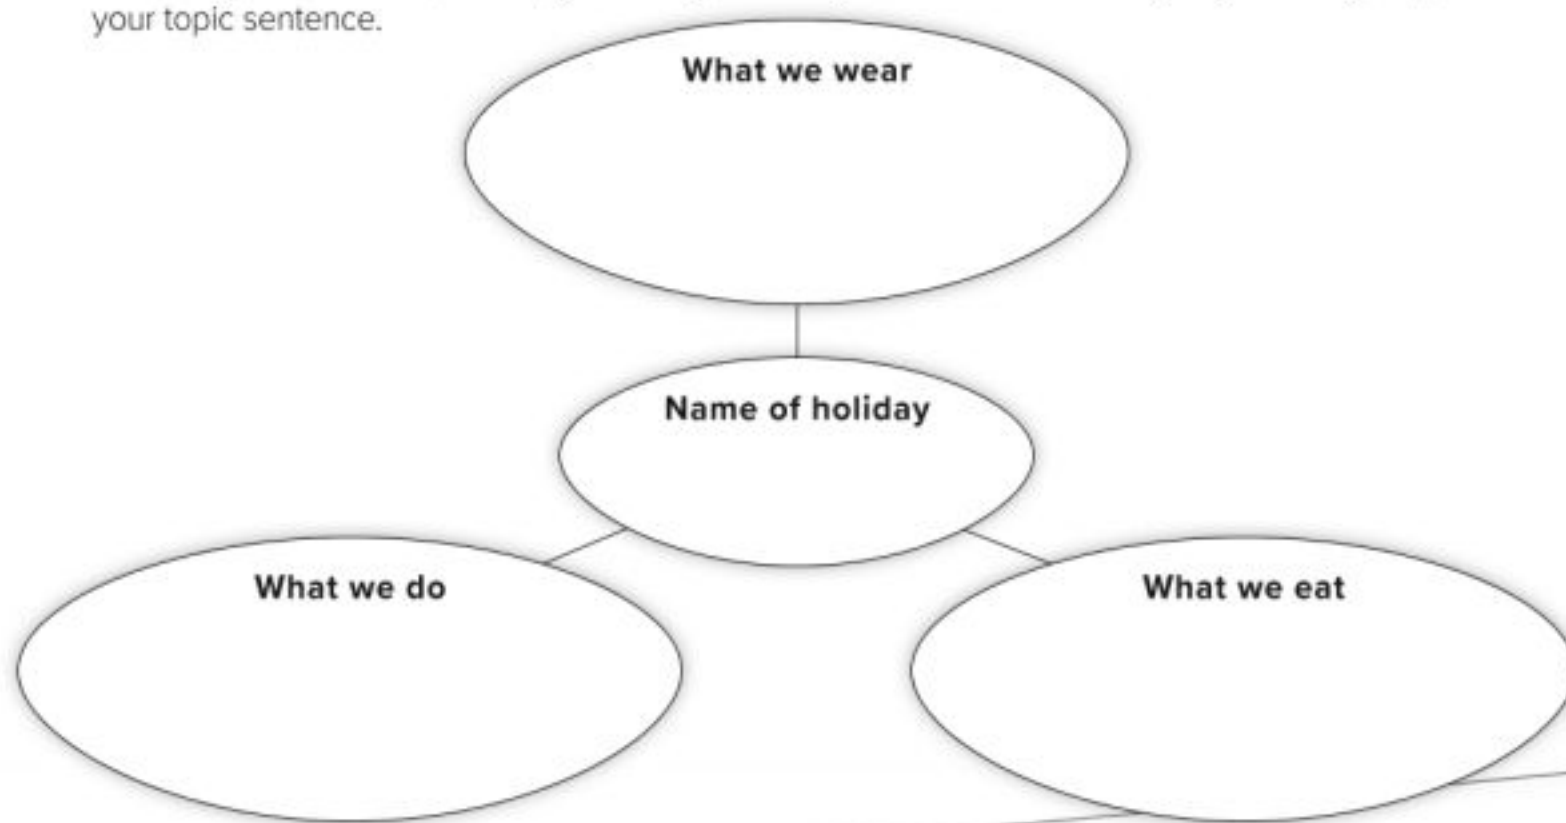 your topic sentence.
What we wear
Name of holiday
What we do
What we eat